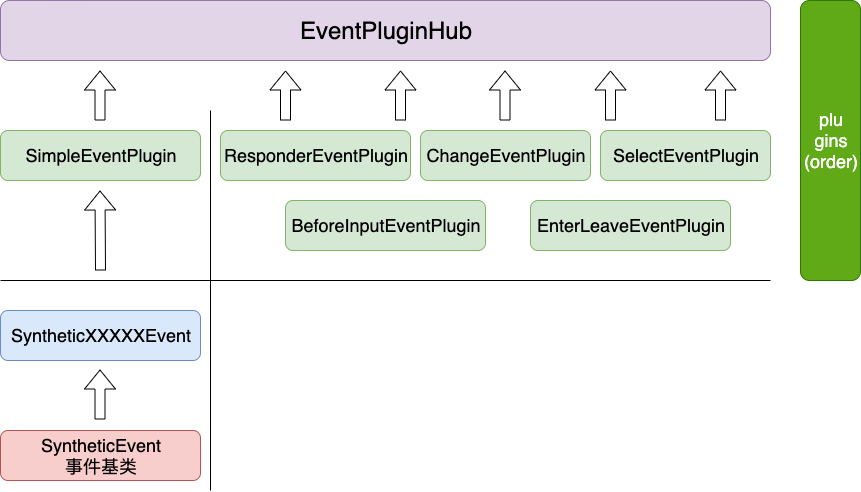 EventPluginHub
plu
gins
(order)
SimpleEventPlugin
ResponderEventPlugin
ChangeEventPlugin
SelectEventPlugin
BeforeInputEventPlugin
EnterLeaveEventPlugin
SyntheticXXXXXEvent
SyntheticEvent
事件基类